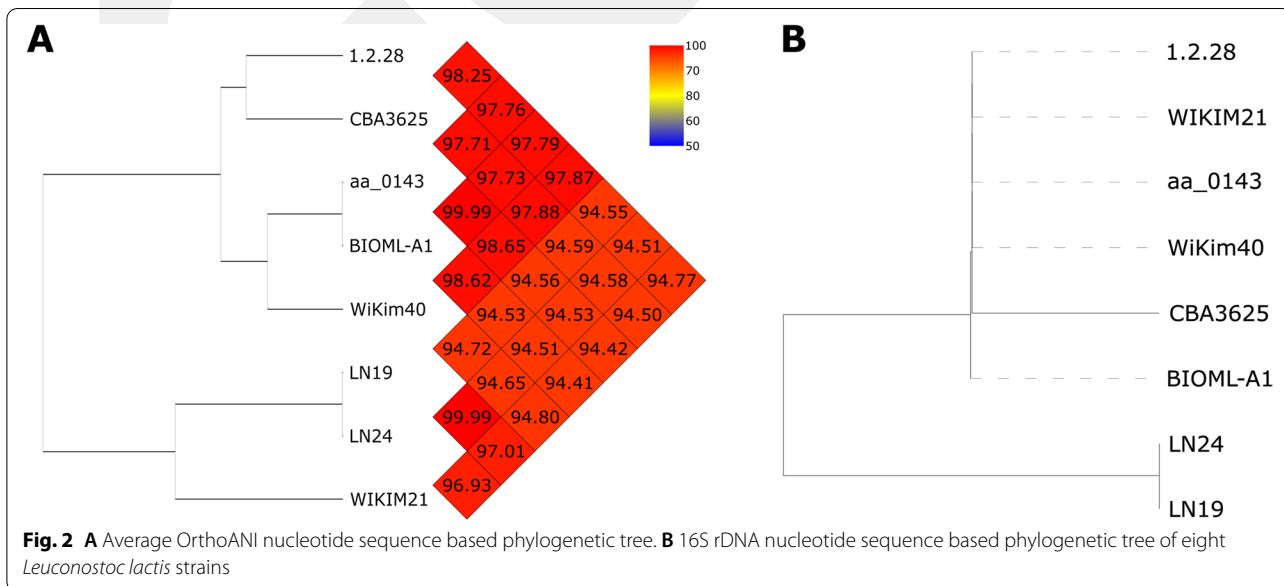 A
B
1.2.28
CBA3625
aa_0143
BIOML-A1
WiKim40
LN19
LN24
WIKIM21
98.25
97.76
97.71 97.79
97.73 97.87
99.99 97.88 94.55
98.65 94.59 94.51
98.62 94.56 94.58 94.77
94.53 94.53 94.50
94.72 94.51 94.42
94.65 94.41
99.99 94.80
97.01
96.93
100
90
70
80
60
50
1.2.28
WIKIM21
aa_0143
WiKim40
CBA3625
BIOML-A1
LN24
LN19
Fig. 2 A Average OrthoANI nucleotide sequence based phylogenetic tree. B 16S rDNA nucleotide sequence based phylogenetic tree of eight
Leuconostoc lactis strains